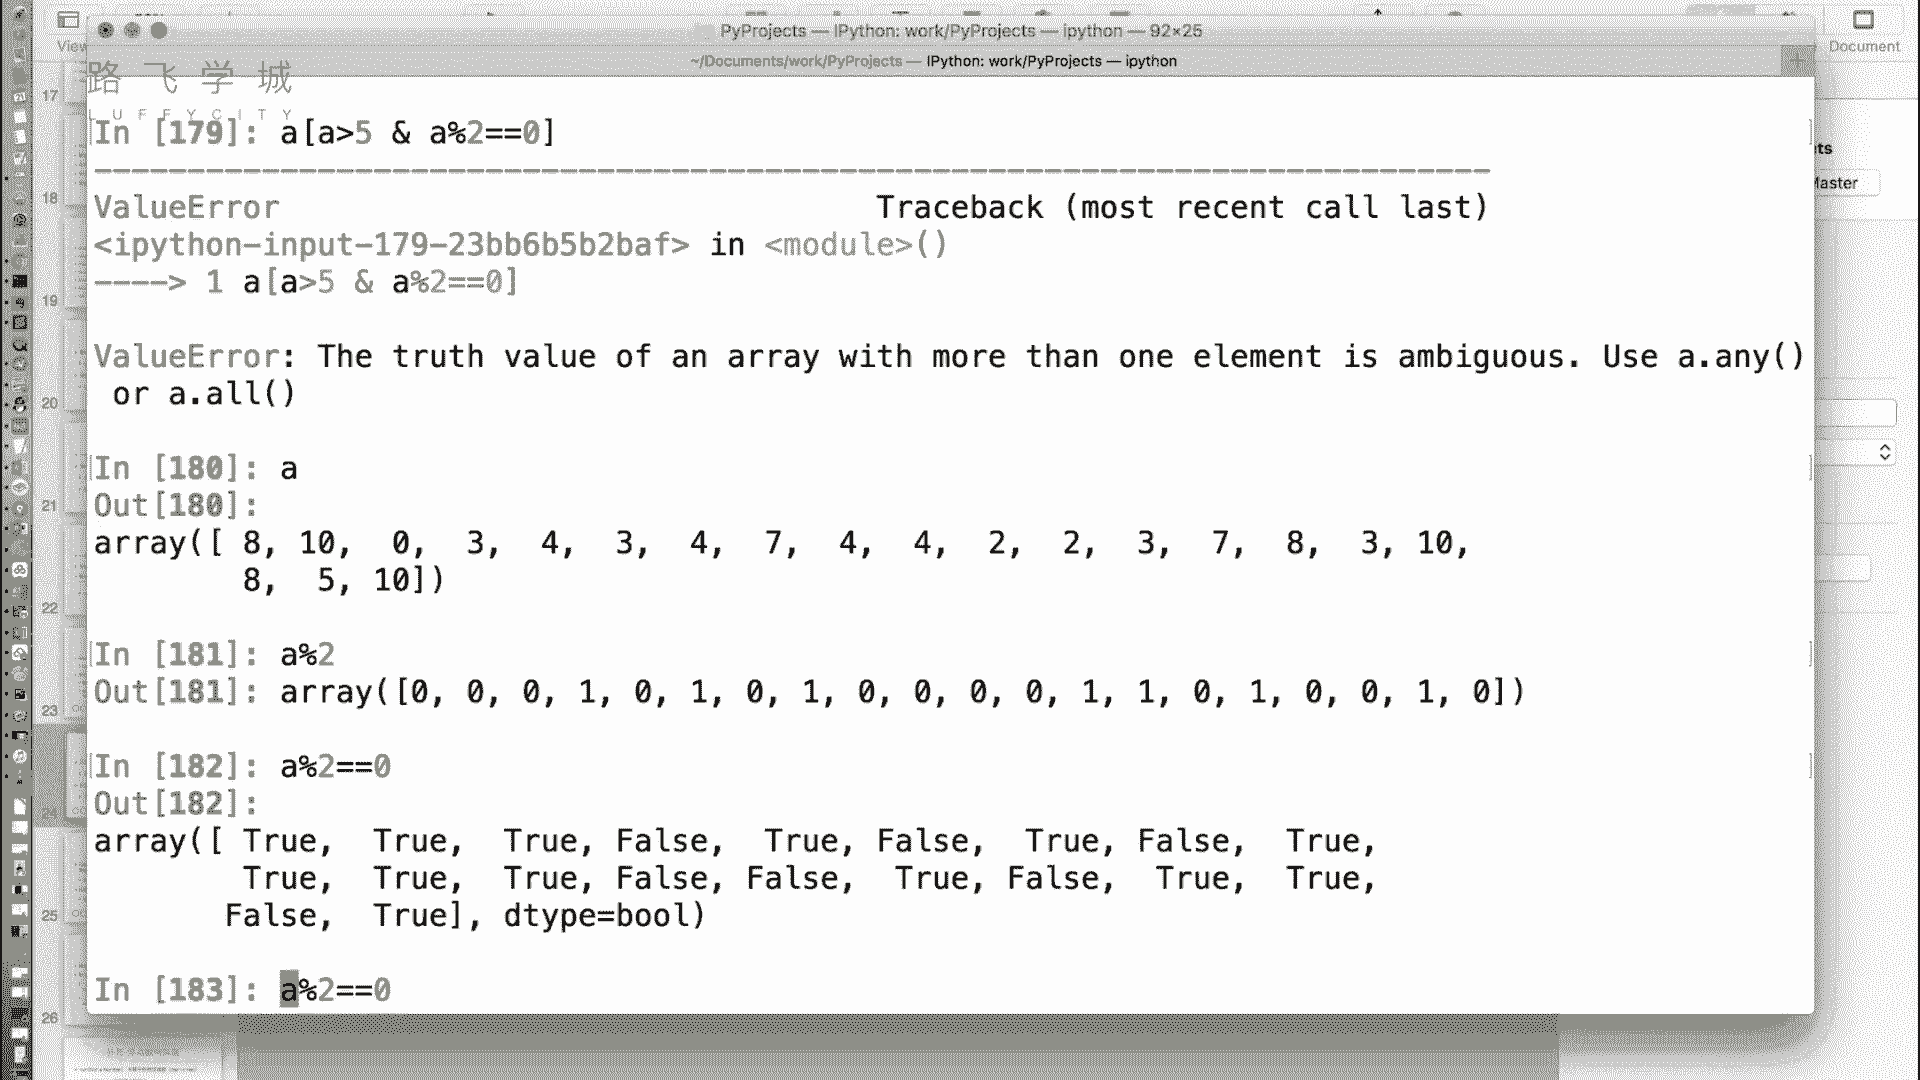 PyProjects — IPython: work/PyProjects — ipython — 92×25
View
Document
~/Documents/work/PyProjects — IPython: work/PyProjects — ipython
路飞学城
LUFFYCITY
17
18
19
20
21
22
23
24
25
26
In [179]: a[a>5 & a%2==0]
---------------------------------------------------------------------------
ValueError Traceback (most recent call last)
<ipython-input-179-23bb6b5b2baf> in <module>()
----> 1 a[a>5 & a%2==0]
ValueError: The truth value of an array with more than one element is ambiguous. Use a.any()
or a.all()
In [180]: a
Out[180]:
array([ 8, 10, 0, 3, 4, 3, 4, 7, 4, 4, 2, 2, 3, 7, 8, 3, 10,
8, 5, 10])
In [181]: a%2
Out[181]: array([0, 0, 0, 1, 0, 1, 0, 1, 0, 0, 0, 0, 1, 1, 0, 1, 0, 0, 1, 0])
In [182]: a%2==0
Out[182]:
array([ True, True, True, False, True, False, True, False, True,
True, True, True, False, False, True, False, True, True,
False, True], dtype=bool)
In [183]: a%2==0